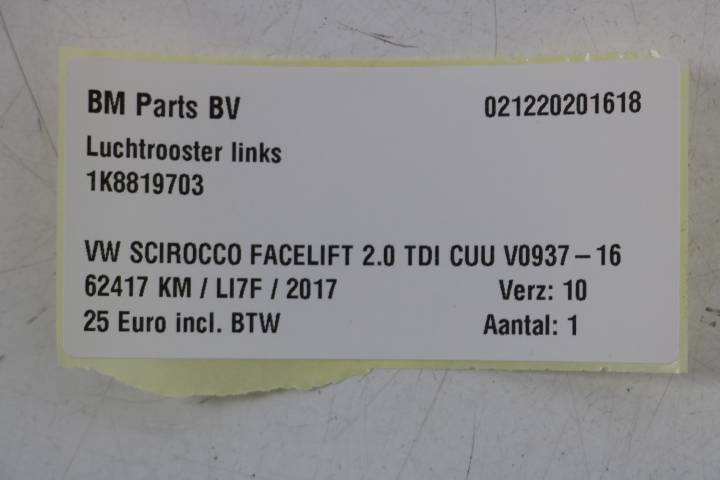 BM Parts BV 021220201618
Luchtrooster links
1K8819703
VW SCIROCCO FACELIFT 2.0 TDI CUU V0937-16
62417 KM / LI7F / 2017 Verz: 10
25 Euro incl. BTW Aantal: 1